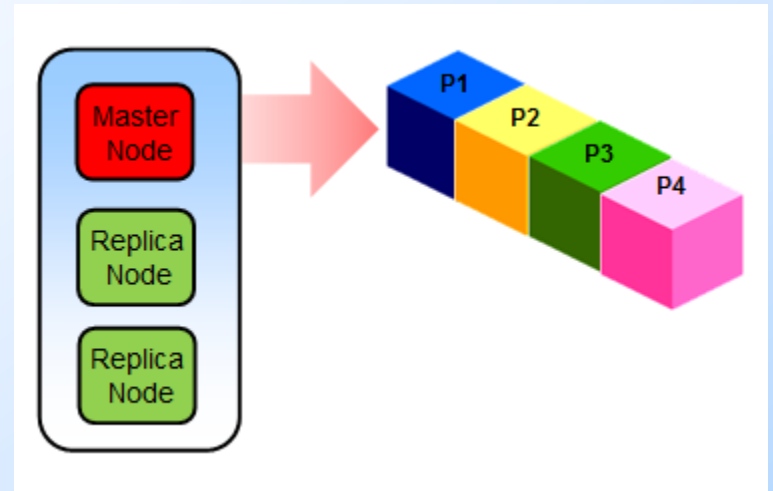 Master
Node
Replica
Node
Replica
Node
P1
P2
P3
P4